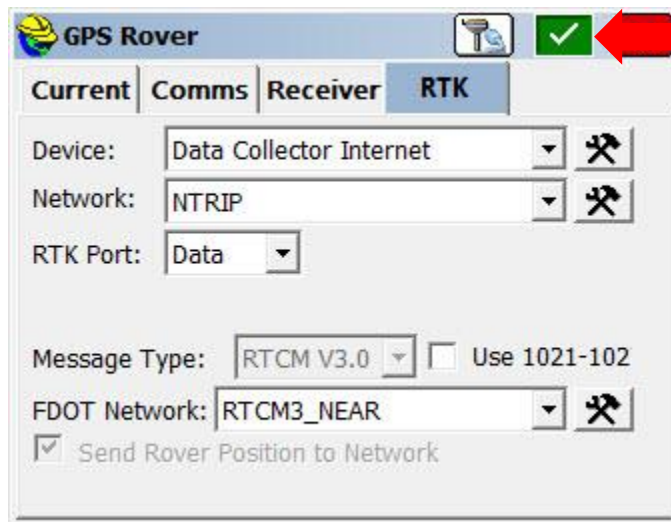 GPS Rover
Current Comms Receiver RTK
Device: Data Collector Internet
Network: NTRIP
RTK Port: Data
Message Type: RTCM V3.0 Use 1021-102
FDOT Network: RTCM3_NEAR
Send Rover Position to Network